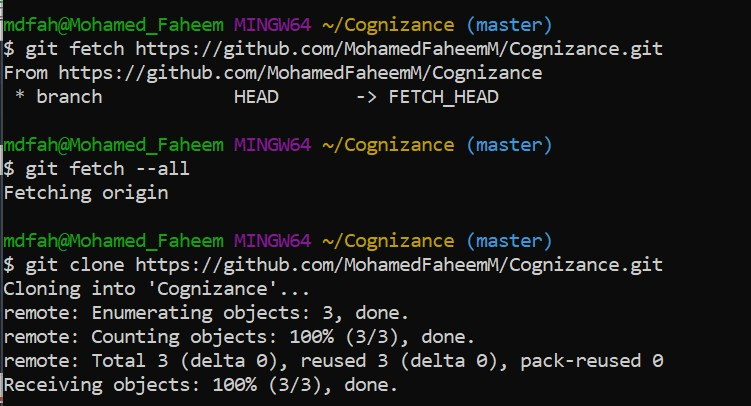 mdfah@Mohamed_Faheem MINGW64 ~/Cognizance (master)
$ git fetch https://github.com/MohamedFaheemM/Cognizance.git
From https://github.com/MohamedFaheemM/Cognizance
 * branch            HEAD       -> FETCH_HEAD
mdfah@Mohamed_Faheem MINGW64 ~/Cognizance (master)
$ git fetch --all
Fetching origin
mdfah@Mohamed_Faheem MINGW64 ~/Cognizance (master)
$ git clone https://github.com/MohamedFaheemM/Cognizance.git
Cloning into 'Cognizance'...
remote: Enumerating objects: 3, done.
remote: Counting objects: 100% (3/3), done.
remote: Total 3 (delta 0), reused 3 (delta 0), pack-reused 0
Receiving objects: 100% (3/3), done.